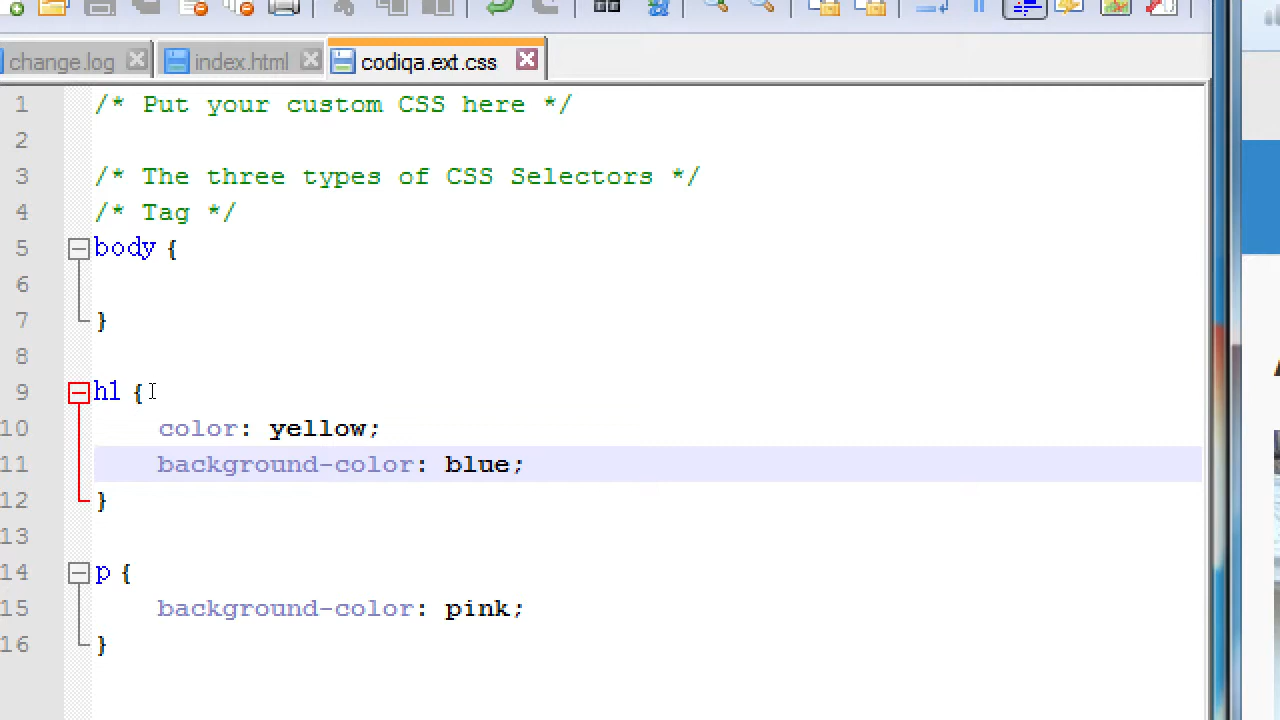 change.log index.html codiqa.ext.css
1 /* Put your custom CSS here */
2
3 /* The three types of CSS Selectors */
4 /* Tag */
5 body {
6
7 }
8
9 h1 {
10 color: yellow;
11 background-color: blue;
12 }
13
14 p {
15 background-color: pink;
16 }